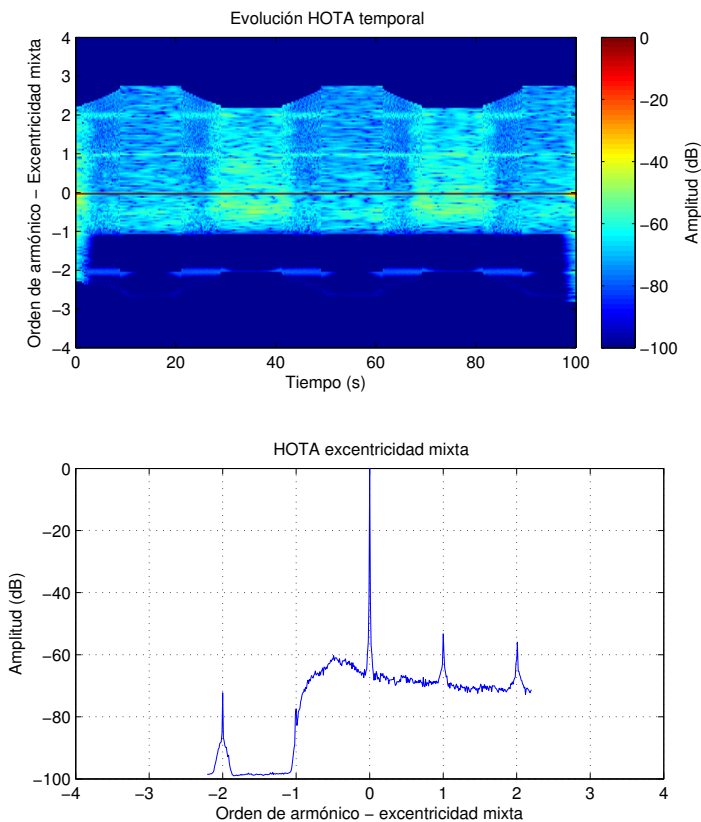 Evolución HOTA temporal
Orden de armónico − Excentricidad mixta
4
3
2
1
0
−1
−2
−3
−4
0 20 40 60 80 100
Tiempo (s)
0
−20
−40
−60
−80
−100
Amplitud (dB)
HOTA excentricidad mixta
Amplitud (dB)
0
−20
−40
−60
−80
−100
−4 −3 −2 −1 0 1 2 3 4
Orden de armónico − excentricidad mixta